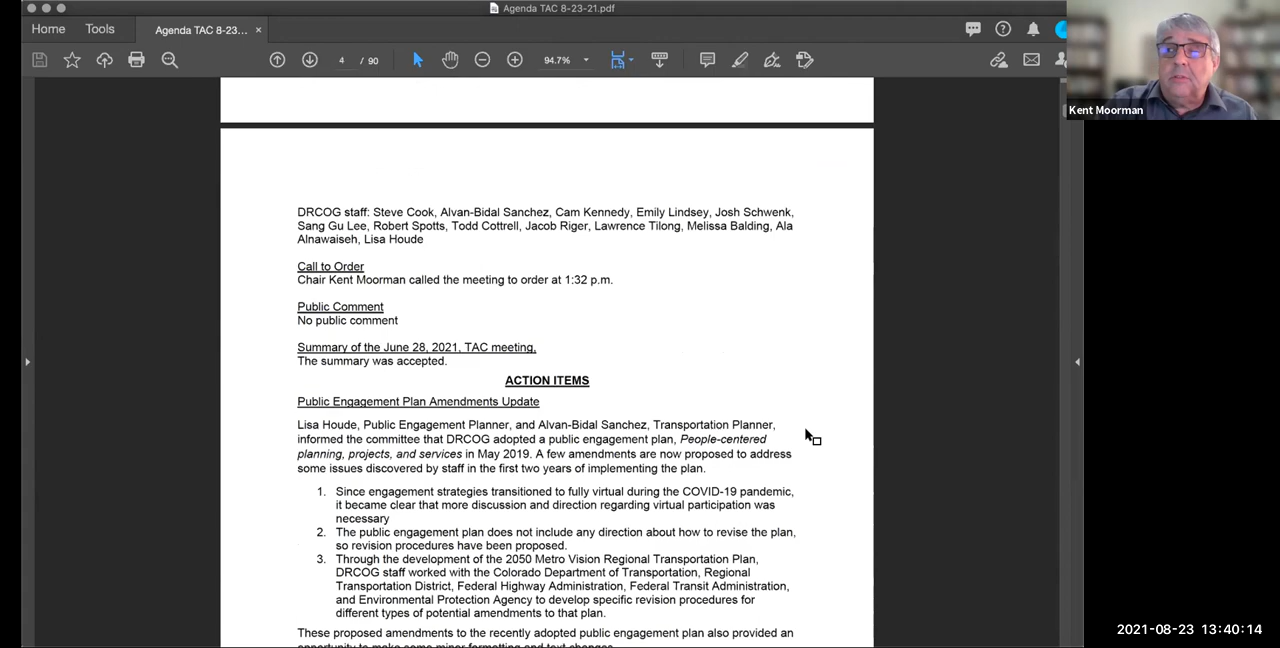 Agenda TAC 8-23-21.pdf
Home Tools Agenda TAC 8-23... ×
4 / 90 94.7%
Kent Moorman
DRCOG staff: Steve Cook, Alvan-Bidal Sanchez, Cam Kennedy, Emily Lindsey, Josh Schwenk,
Sang Gu Lee, Robert Spotts, Todd Cottrell, Jacob Riger, Lawrence Tilong, Melissa Balding, Ala
Alnawaiseh, Lisa Houde
Call to Order
Chair Kent Moorman called the meeting to order at 1:32 p.m.
Public Comment
No public comment
Summary of the June 28, 2021, TAC meeting,
The summary was accepted.
ACTION ITEMS
Public Engagement Plan Amendments Update
Lisa Houde, Public Engagement Planner, and Alvan-Bidal Sanchez, Transportation Planner,
informed the committee that DRCOG adopted a public engagement plan, People-centered
planning, projects, and services in May 2019. A few amendments are now proposed to address
some issues discovered by staff in the first two years of implementing the plan.
1. Since engagement strategies transitioned to fully virtual during the COVID-19 pandemic,
it became clear that more discussion and direction regarding virtual participation was
necessary
2. The public engagement plan does not include any direction about how to revise the plan,
so revision procedures have been proposed.
3. Through the development of the 2050 Metro Vision Regional Transportation Plan,
DRCOG staff worked with the Colorado Department of Transportation, Regional
Transportation District, Federal Highway Administration, Federal Transit Administration,
and Environmental Protection Agency to develop specific revision procedures for
different types of potential amendments to that plan.
These proposed amendments to the recently adopted public engagement plan also provided an
opportunity to make some minor formatting and text changes.
2021-08-23 13:40:14